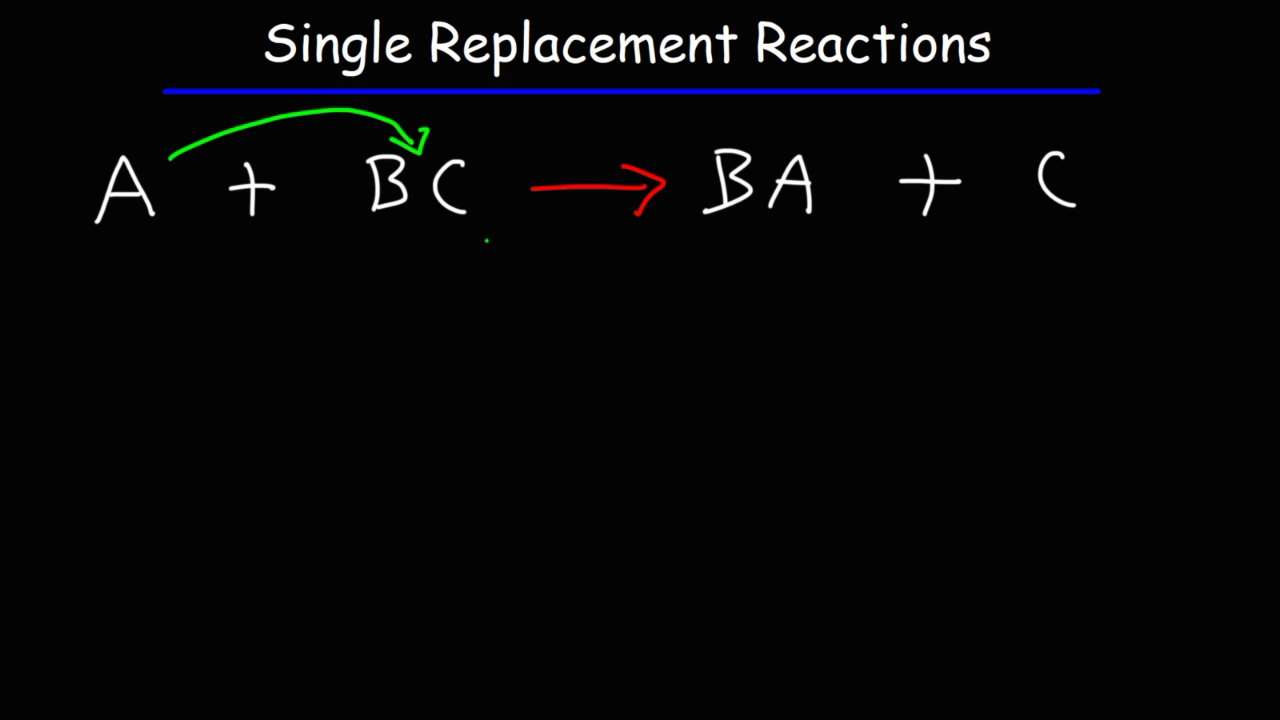 Single Replacement Reactions
A + BC → BA + C